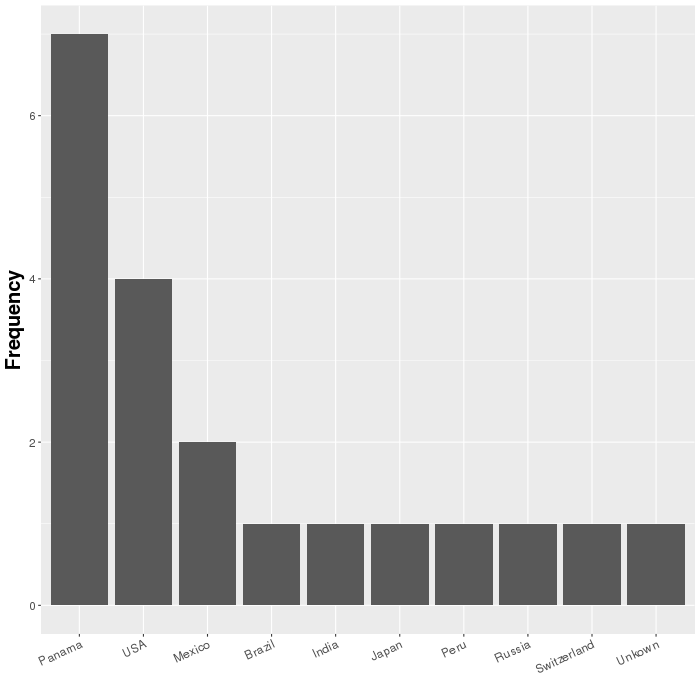 Frequency
6
4
2
0
Panama
USA
Mexico
Brazil
India
Japan
Peru
Russia
Switzerland
Unkown